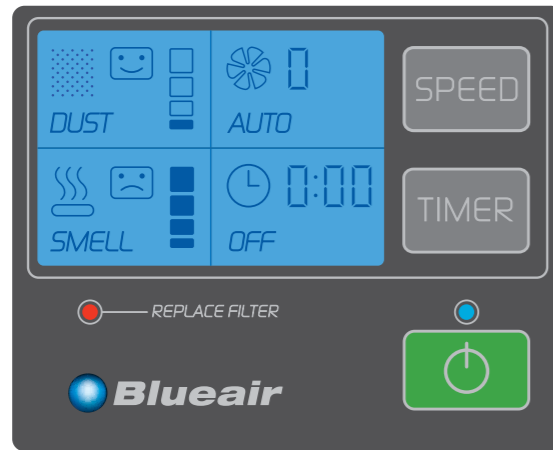 DUST
0
AUTO
SPEED
SMELL
0:00
OFF
TIMER
REPLACE FILTER
Blueair